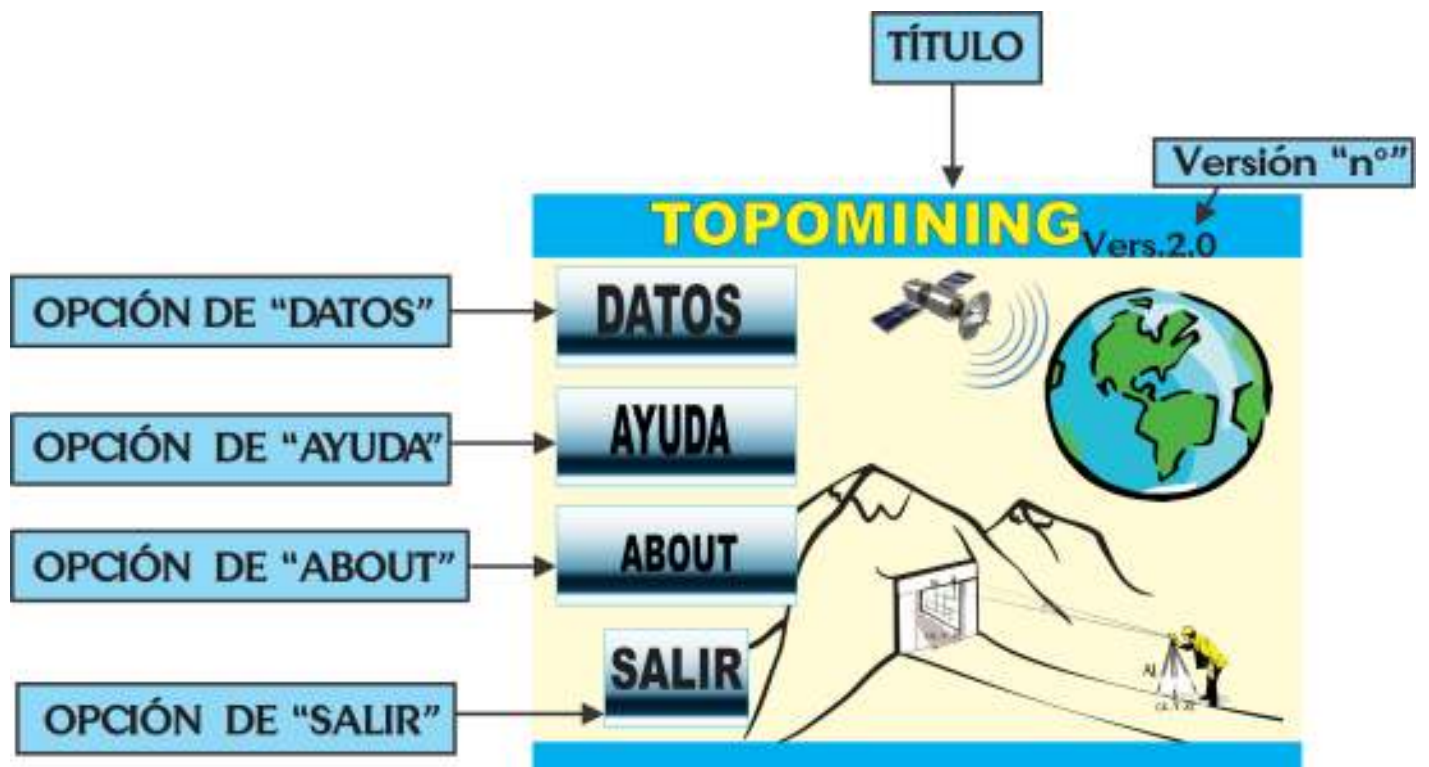 TÍTULO
Versión “nº”
TOPOMINING
Vers.2.0
OPCIÓN DE “DATOS”
DATOS
OPCIÓN DE “AYUDA”
AYUDA
OPCIÓN DE “ABOUT”
ABOUT
SALIR
OPCIÓN DE “SALIR”